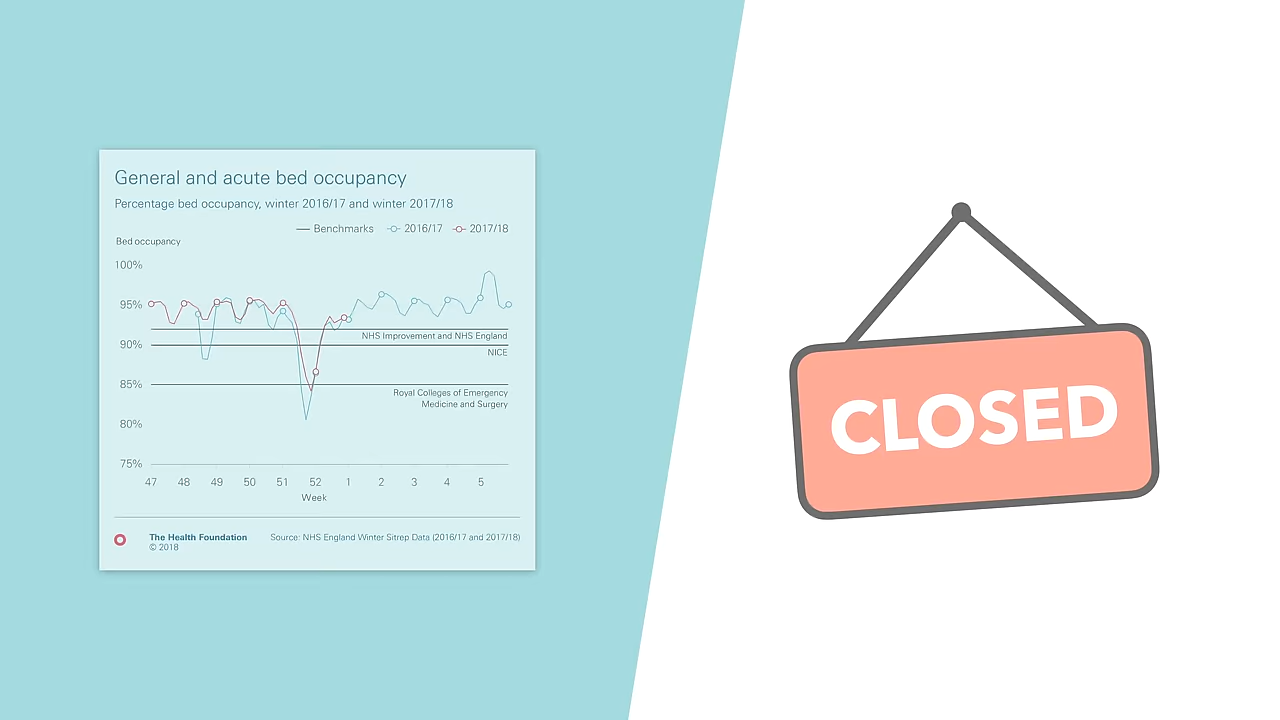 General and acute bed occupancy
Percentage bed occupancy, winter 2016/17 and winter 2017/18
Benchmarks 2016/17 2017/18
Bed occupancy
100%
95%
NHS Improvement and NHS England
90%
NICE
85%
Royal Colleges of Emergency
Medicine and Surgery
80%
75%
47 48 49 50 51 52 1 2 3 4 5
Week
The Health Foundation
© 2018
Source: NHS England Winter Sitrep Data (2016/17 and 2017/18)
CLOSED